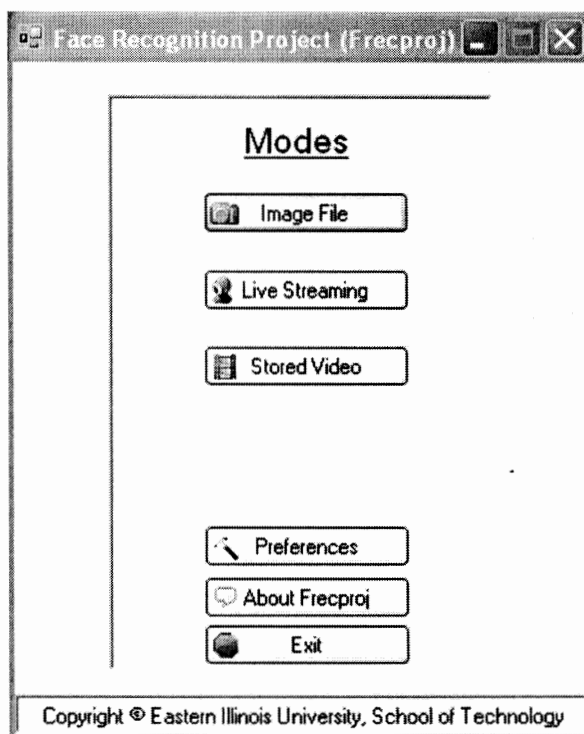 Face Recognition Project (Frecproj)
Modes
Image File
Live Streaming
Stored Video
Preferences
About Frecproj
Exit
Copyright © Eastern Illinois University, School of Technology